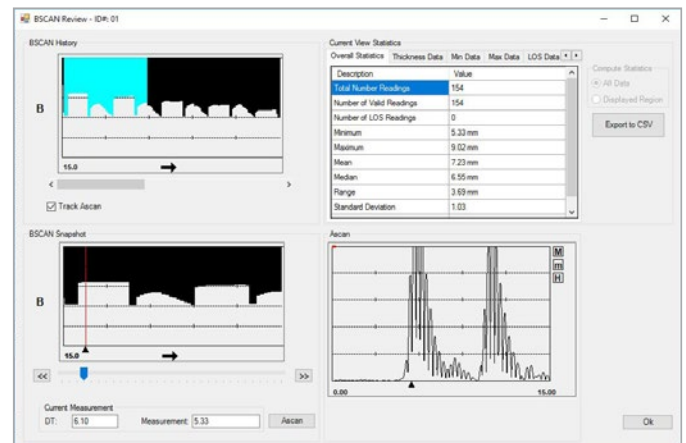 BSCAN Review - ID#: 01
BSCAN History
B
15.0
Track Ascan
BSCAN Snapshot
B
15.0
<<
>>
Current Measurement
DT: 6.10 Measurement: 5.33 Ascan
Current View Statistics
Overall Statistics Thickness Data Min Data Max Data LOS Data
Description Value
Total Number Readings 154
Number of Valid Readings 154
Number of LOS Readings 0
Minimum 5.33 mm
Maximum 9.02 mm
Mean 7.23 mm
Median 6.55 mm
Range 3.69 mm
Standard Deviation 1.03
Compute Statistics
All Data
Displayed Region
Export to CSV
Ascan
M
m
H
0.00 15.00
Ok